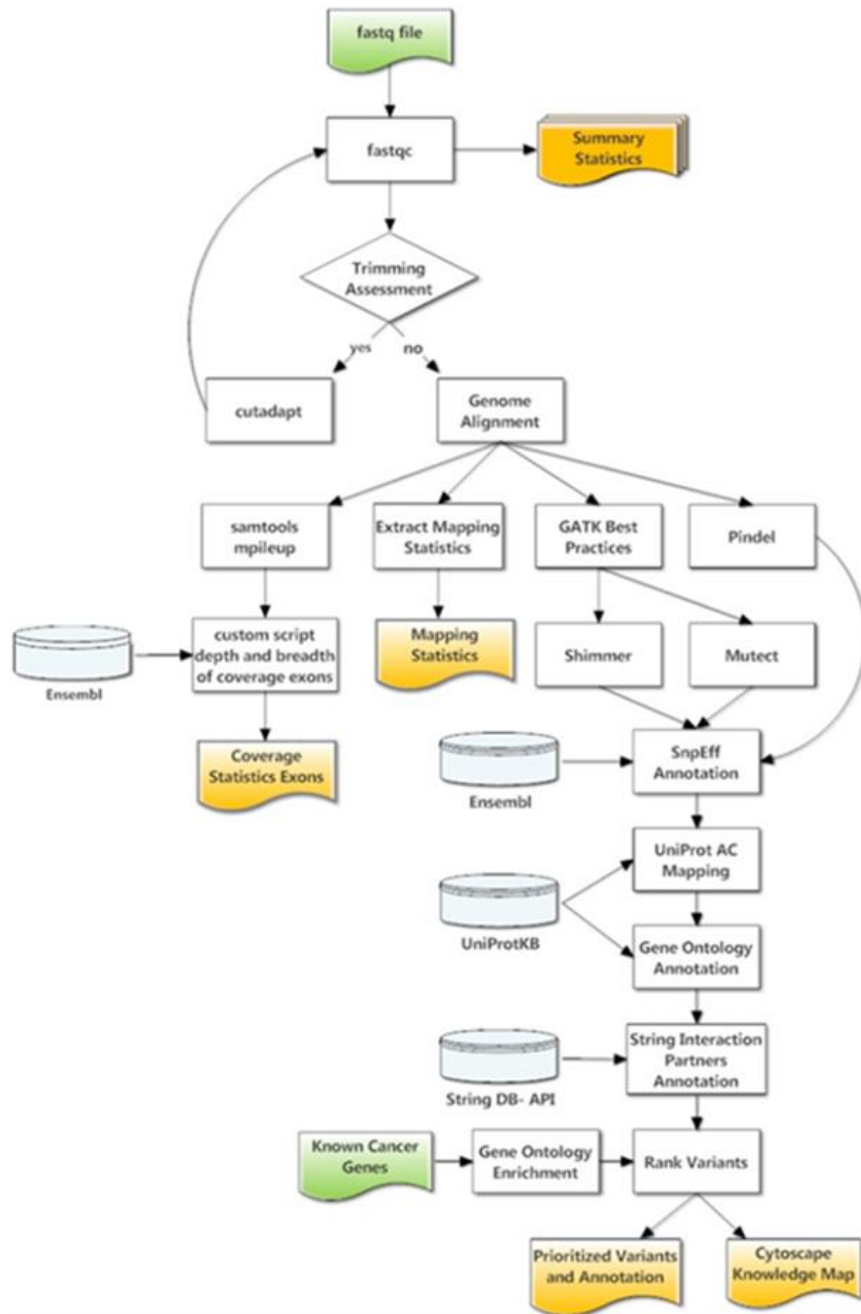 fastq file
fastqc
Summary
Statistics
Trimming
Assessment
yes
no
cutadapt
Genome
Alignment
samtools
mpileup
Extract Mapping
Statistics
GATK Best
Practices
Pindel
Ensembl
custom script
depth and breadth
of coverage exons
Mapping
Statistics
Shimmer
Mutect
Coverage
Statistics Exons
Ensembl
SnpEff
Annotation
UniProt AC
Mapping
UniProtKB
Gene Ontology
Annotation
String DB- API
String Interaction
Partners
Annotation
Known Cancer
Genes
Gene Ontology
Enrichment
Rank Variants
Prioritized Variants
and Annotation
Cytoscape
Knowledge Map